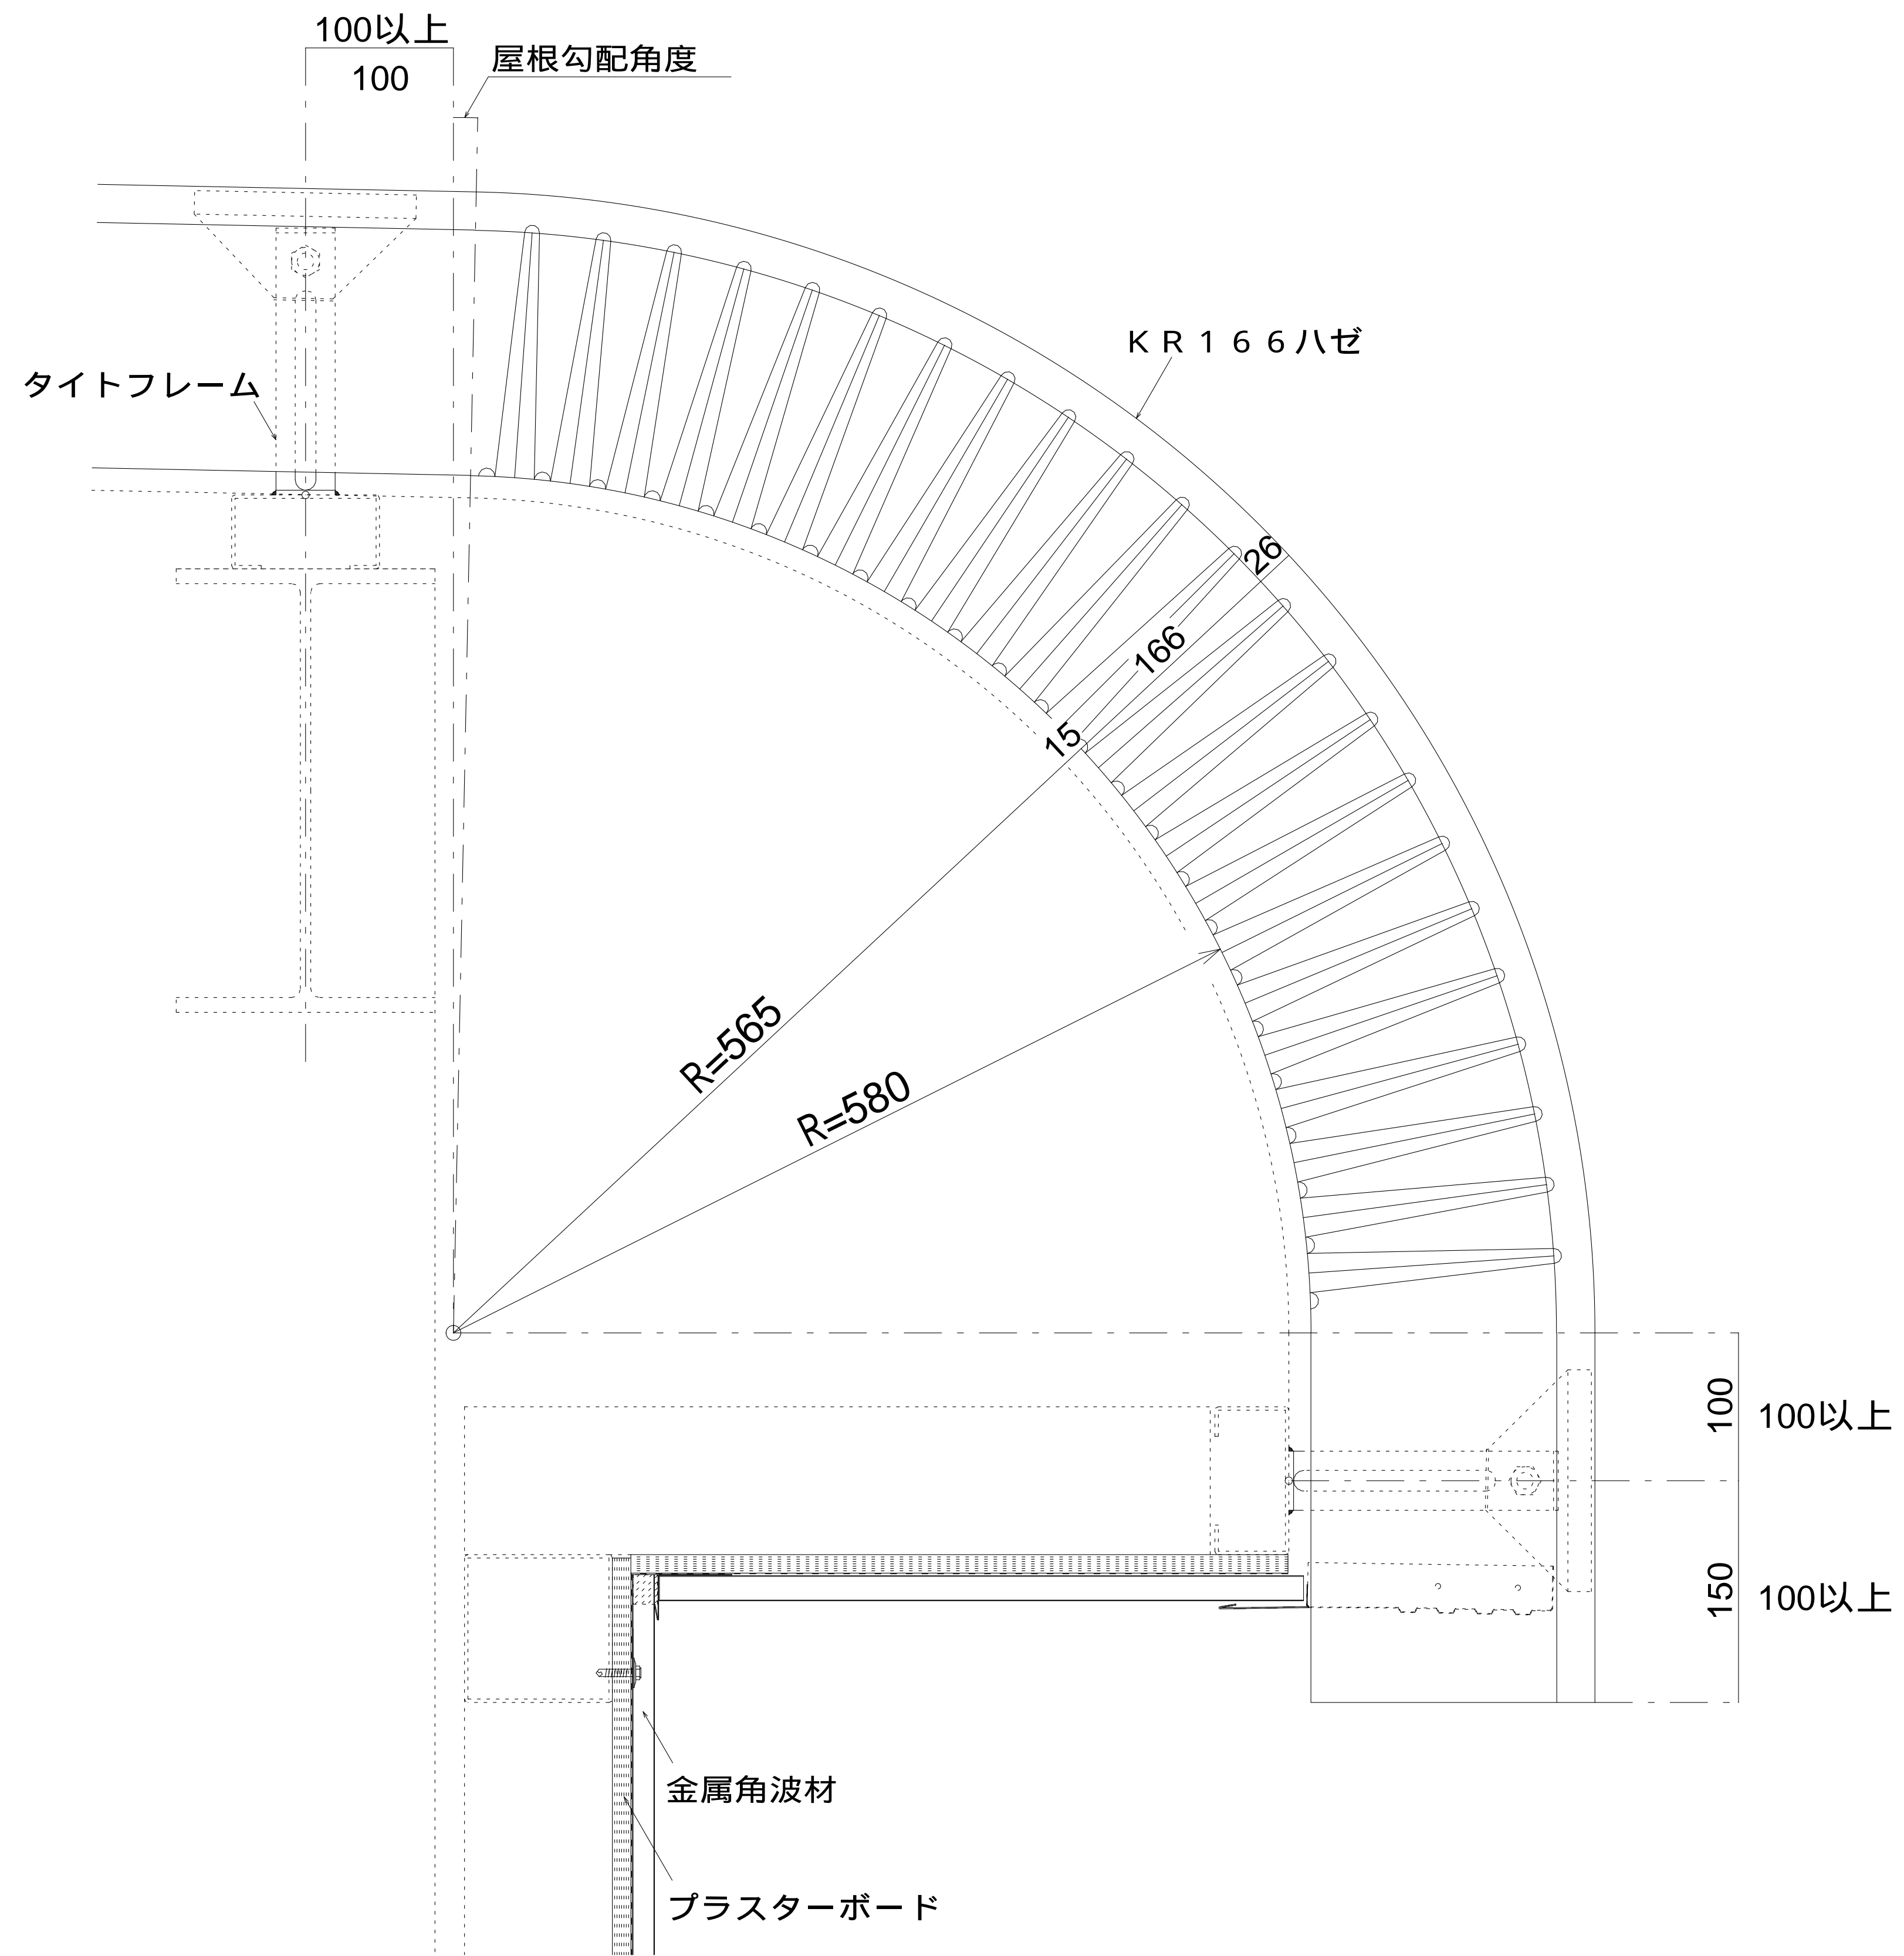 100以上
100
屋根勾配角度
ＫＲ１６６ハゼ
タイトフレーム
26
166
15
R=565
R=580
100
100以上
150
100以上
金属角波材
プラスターボード